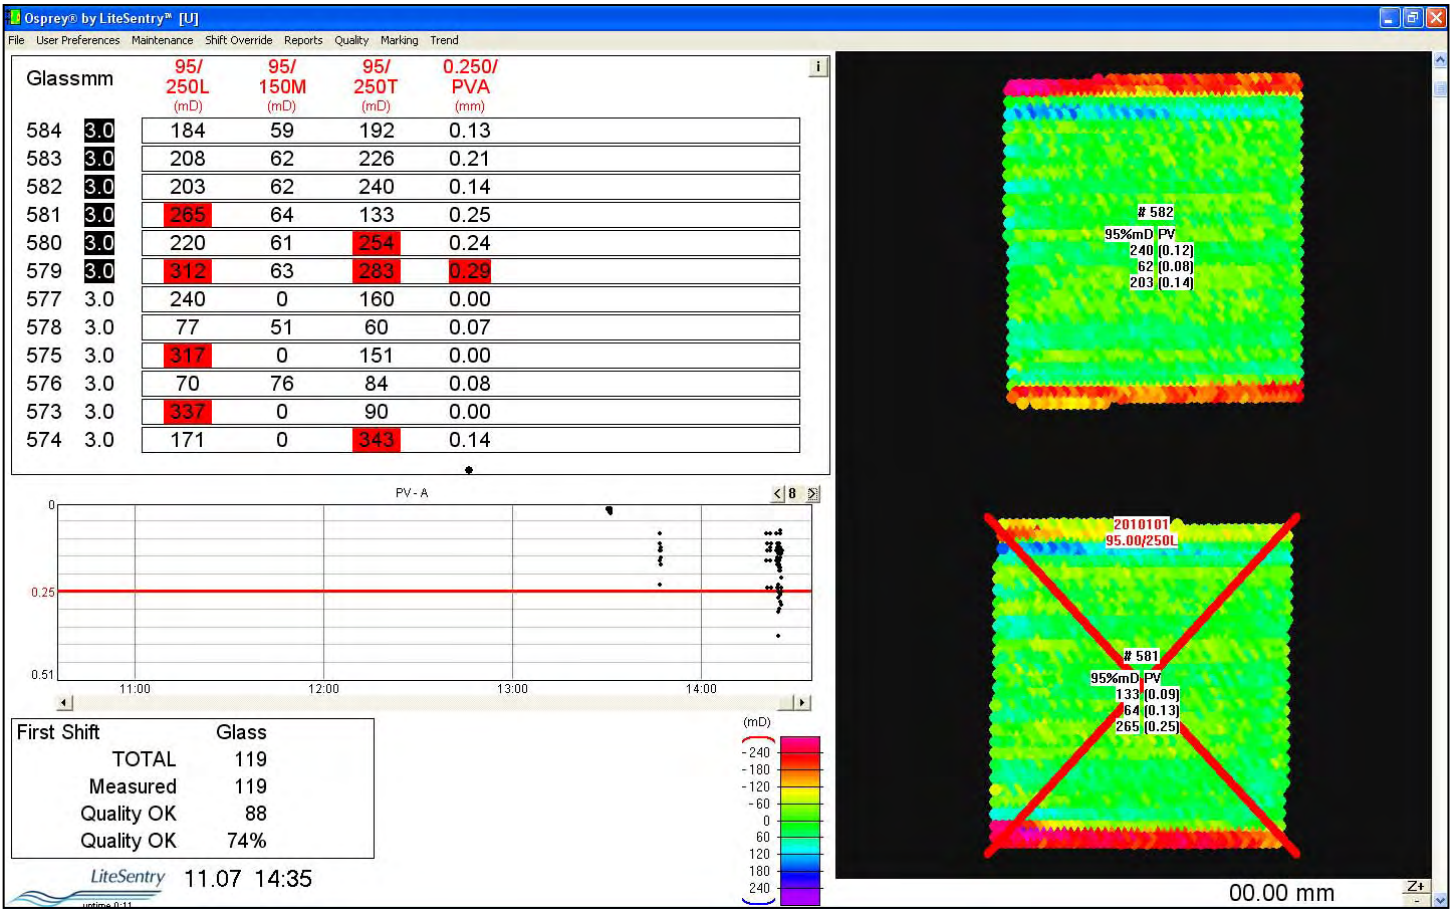 Osprey® by LiteSentry™ [U]
File User Preferences Maintenance Shift Override Reports Quality Marking Trend
Glassmm 95/250L (mD) 95/150M (mD) 95/250T (mD) 0.250/PVA (mm) i
584 3.0 184 59 192 0.13
583 3.0 208 62 226 0.21
582 3.0 203 62 240 0.14
581 3.0 265 64 133 0.25
580 3.0 220 61 254 0.24
579 3.0 312 63 283 0.29
577 3.0 240 0 160 0.00
578 3.0 77 51 60 0.07
575 3.0 317 0 151 0.00
576 3.0 70 76 84 0.08
573 3.0 337 0 90 0.00
574 3.0 171 0 343 0.14
PV - A
< 8 >
0
0.25
0.51
11:00 12:00 13:00 14:00
First Shift Glass
TOTAL 119
Measured 119
Quality OK 88
Quality OK 74%
LiteSentry 11.07 14:35
uptime 0:11
(mD)
-240
-180
-120
-60
0
60
120
180
240
# 582
95%mD PV
240 (0.12)
62 (0.08)
203 (0.14)
2010101
95.00/250L
# 581
95%mD PV
133 (0.09)
64 (0.13)
265 (0.25)
00.00 mm
Z+
-